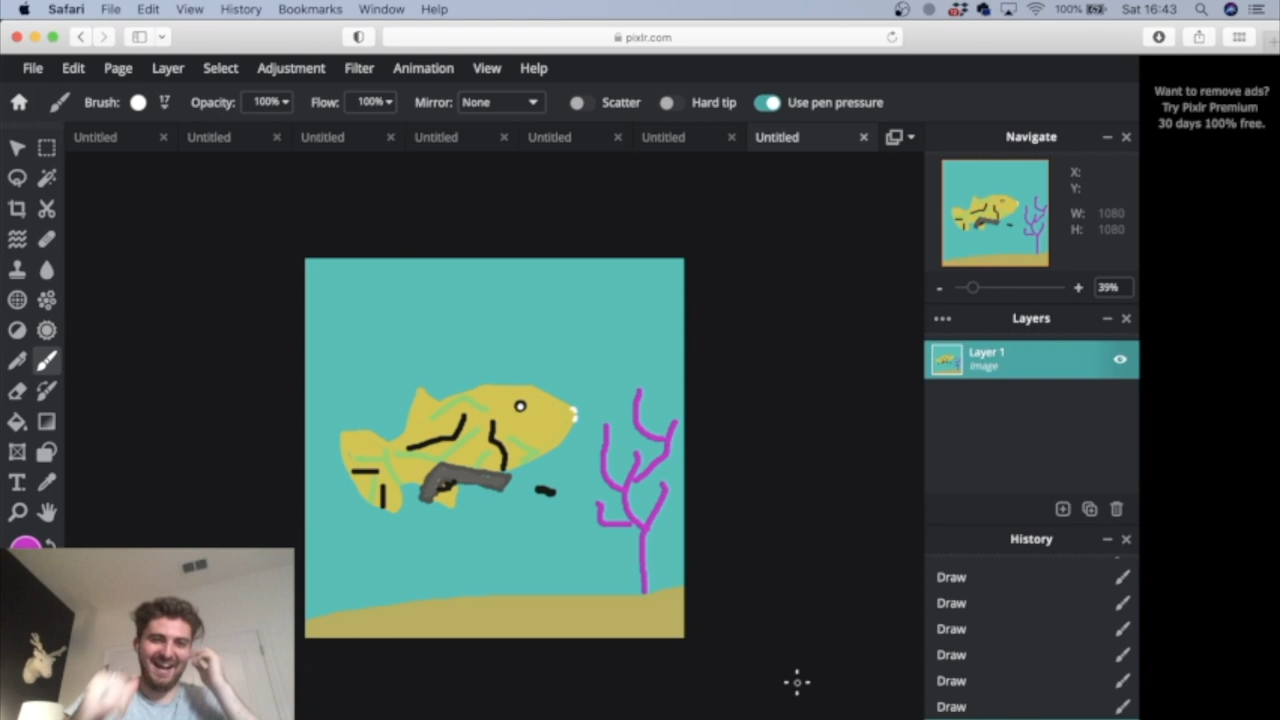 Safari File Edit View History Bookmarks Window Help 100% Sat 16:43
pixlr.com
File Edit Page Layer Select Adjustment Filter Animation View Help
Brush: 17 Opacity: 100% Flow: 100% Mirror: None Scatter Hard tip Use pen pressure
Want to remove ads?
Try Pixlr Premium
30 days 100% free.
Untitled Untitled Untitled Untitled Untitled Untitled Untitled
Navigate
X:
Y:
W: 1080
H: 1080
39%
Layers
Layer 1
Image
History
Draw
Draw
Draw
Draw
Draw
Draw